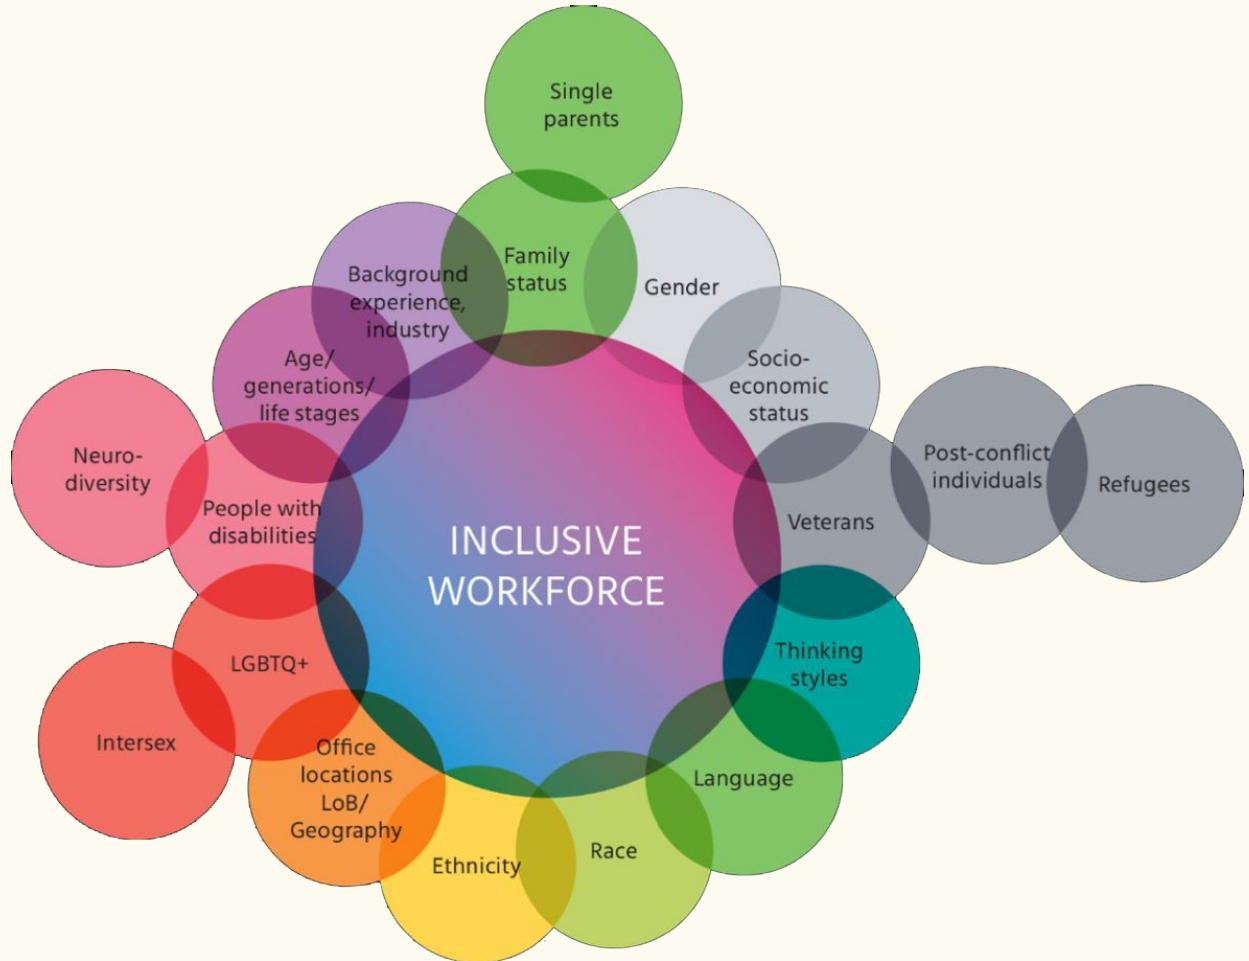 Single
parents
Family
status
Gender
Background
experience,
industry
Age/
generations/
life stages
Socio-
economic
status
Neuro-
diversity
People with
disabilities
Post-conflict
individuals
Refugees
Veterans
INCLUSIVE
WORKFORCE
LGBTQ+
Thinking
styles
Intersex
Office
locations
LoB/
Geography
Language
Ethnicity
Race